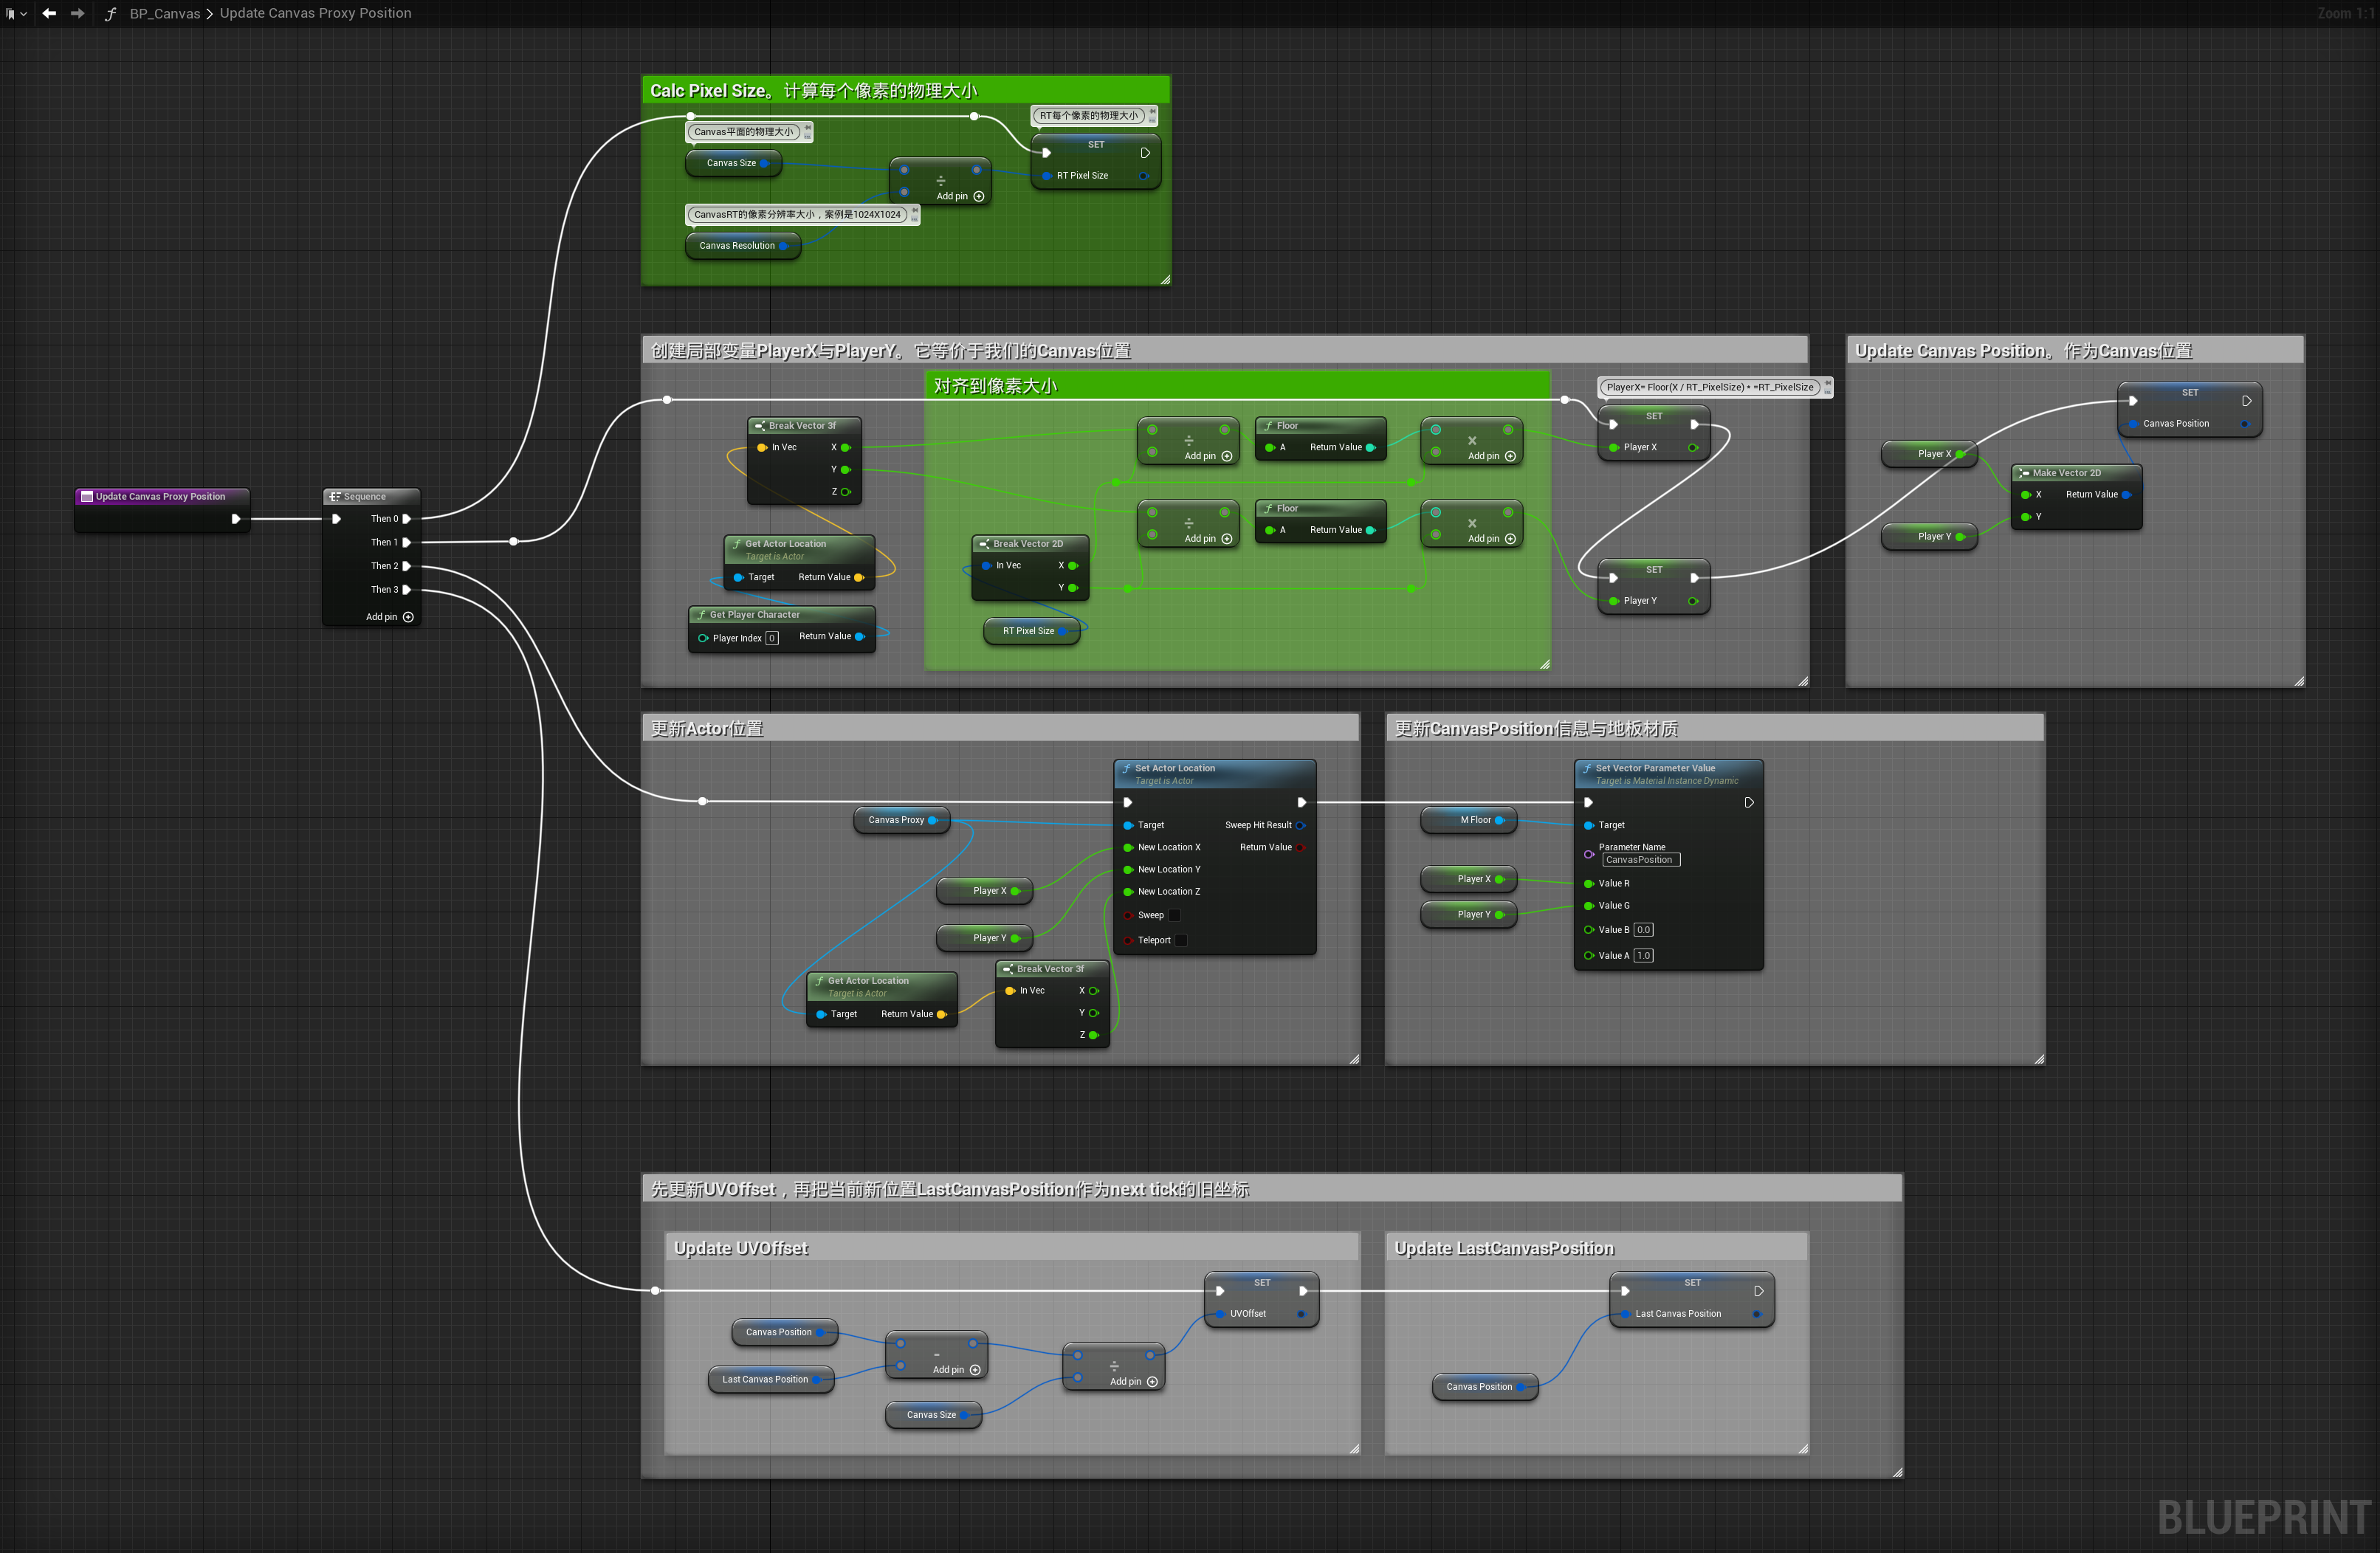 BP_Canvas > Update Canvas Proxy Position
Zoom 1:1
Calc Pixel Size。计算每个像素的物理大小
RT每个像素的物理大小
Canvas平面的物理大小
SET
Canvas Size
RT Pixel Size
÷
Add pin
CanvasRT的像素分辨率大小，案例是1024X1024
Canvas Resolution
创建局部变量PlayerX与PlayerY。它等价于我们的Canvas位置
Update Canvas Position。作为Canvas位置
对齐到像素大小
PlayerX= Floor(X / RT_PixelSize) * =RT_PixelSize
SET
Canvas Position
Break Vector 3f
In Vec
X
Y
Z
÷
Add pin
Floor
A
Return Value
×
Add pin
SET
Player X
Player X
Player Y
Make Vector 2D
X
Return Value
Y
Update Canvas Proxy Position
Sequence
Then 0
Then 1
Then 2
Then 3
Add pin
÷
Add pin
Floor
A
Return Value
×
Add pin
Get Actor Location
Target is Actor
Target
Return Value
Break Vector 2D
In Vec
X
Y
SET
Player Y
Get Player Character
Player Index 0
Return Value
RT Pixel Size
更新Actor位置
Set Actor Location
Target is Actor
Canvas Proxy
Target
Sweep Hit Result
New Location X
Return Value
New Location Y
New Location Z
Sweep
Teleport
Player X
Player Y
Get Actor Location
Target is Actor
Target
Return Value
Break Vector 3f
In Vec
X
Y
Z
更新CanvasPosition信息与地板材质
Set Vector Parameter Value
Target is Material Instance Dynamic
M Floor
Target
Parameter Name
CanvasPosition
Player X
Value R
Player Y
Value G
Value B 0.0
Value A 1.0
先更新UVOffset，再把当前新位置LastCanvasPosition作为next tick的旧坐标
Update UVOffset
SET
UVOffset
Canvas Position
Last Canvas Position
-
Add pin
÷
Add pin
Canvas Size
Update LastCanvasPosition
SET
Last Canvas Position
Canvas Position
BLUEPRINT